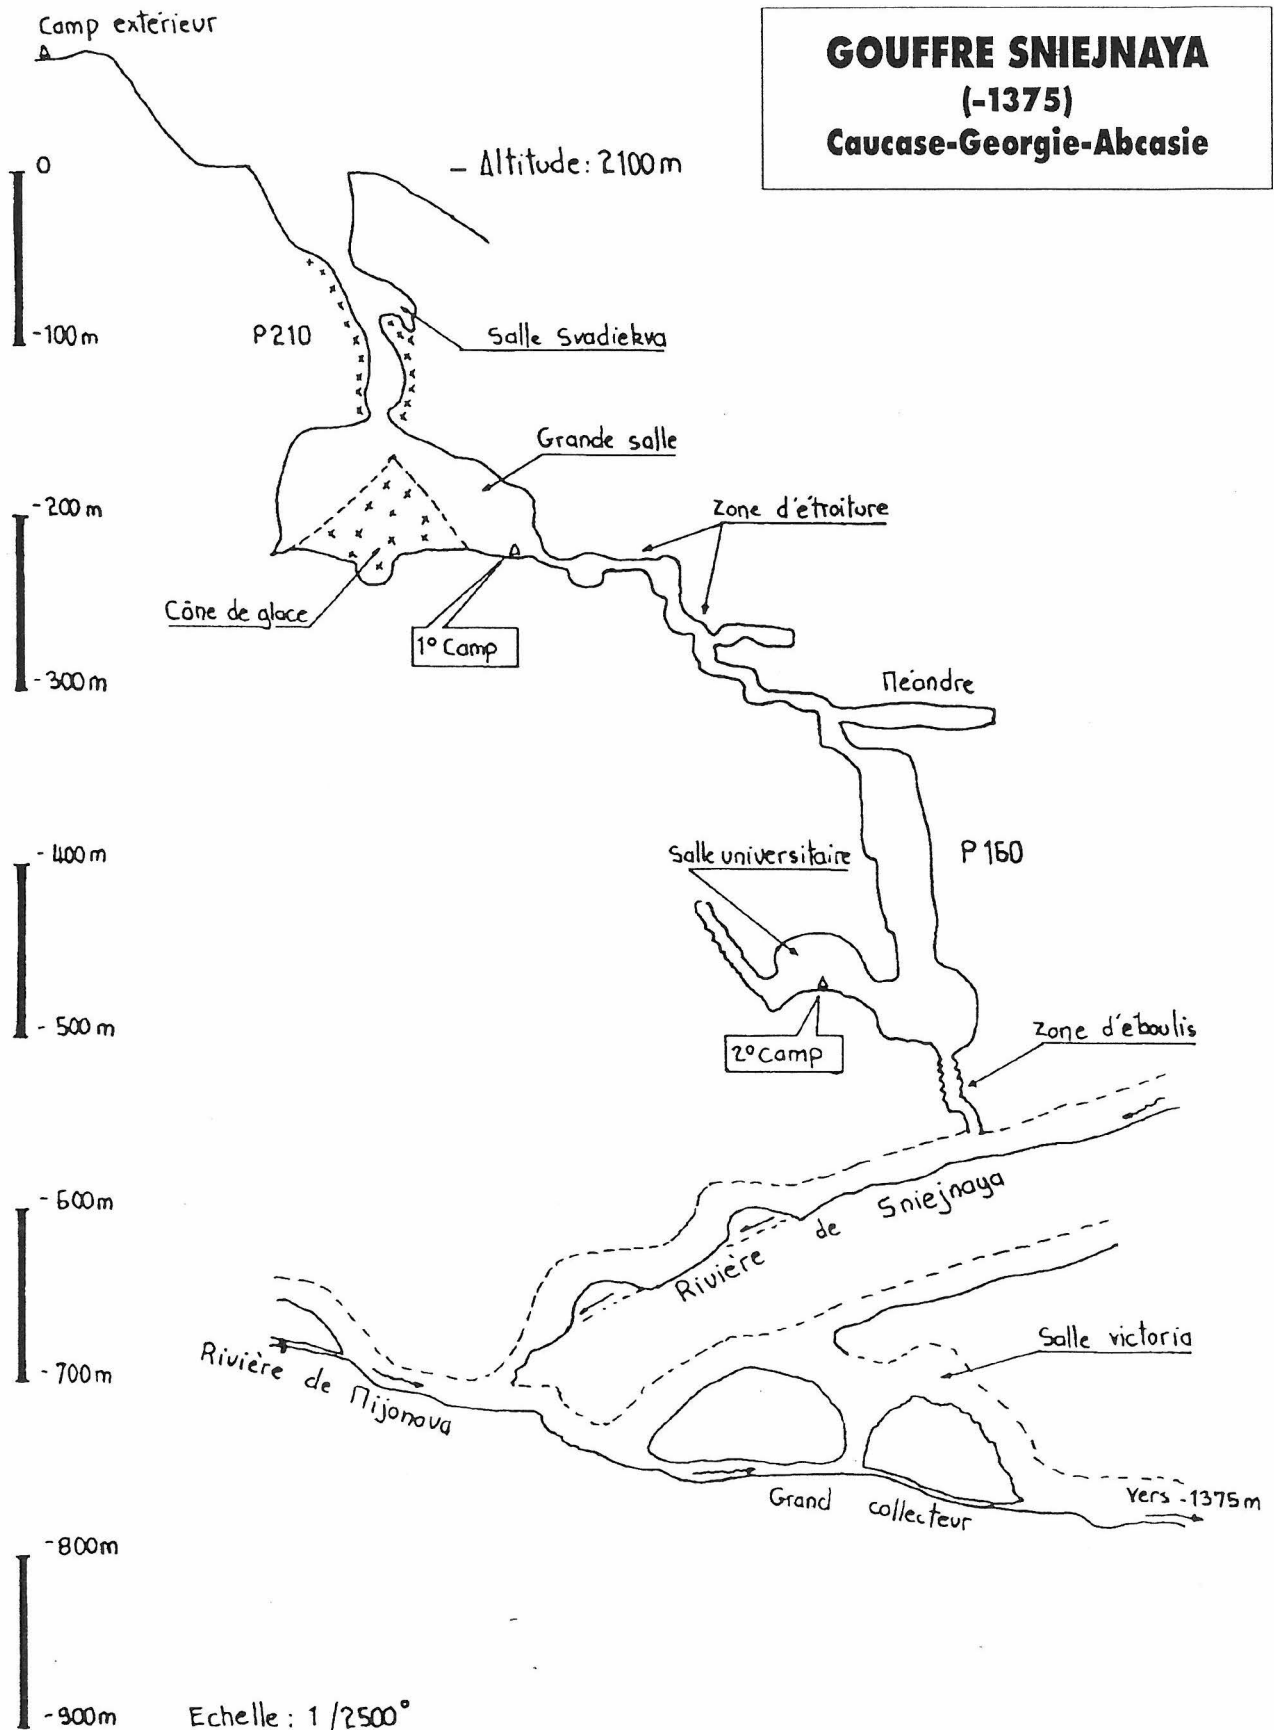 Camp extérieur
GOUFFRE SNIEJNAYA
(-1375)
Caucase-Georgie-Abcasie
0
- Altitude: 2100m
-100m
P210
Salle Svadiekva
Grande salle
-200m
Zone d'étroiture
Cône de glace
1° Camp
-300m
Méandre
-400m
Salle universitaire
P160
-500m
2° Camp
Zone d'éboulis
-600m
Rivière de Sniejnaya
Salle victoria
Rivière de Mijonova
-700m
Grand collecteur
Vers -1375m
-800m
-900m
Echelle : 1/2500°